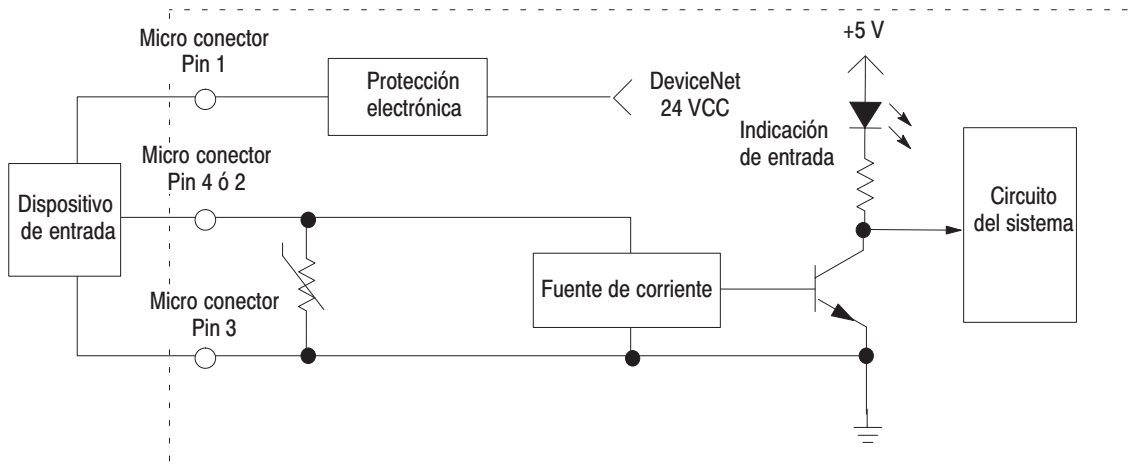 Micro conector
Pin 1
Protección
electrónica
DeviceNet
24 VCC
+5 V
Indicación
de entrada
Micro conector
Pin 4 ó 2
Dispositivo
de entrada
Circuito
del sistema
Fuente de corriente
Micro conector
Pin 3